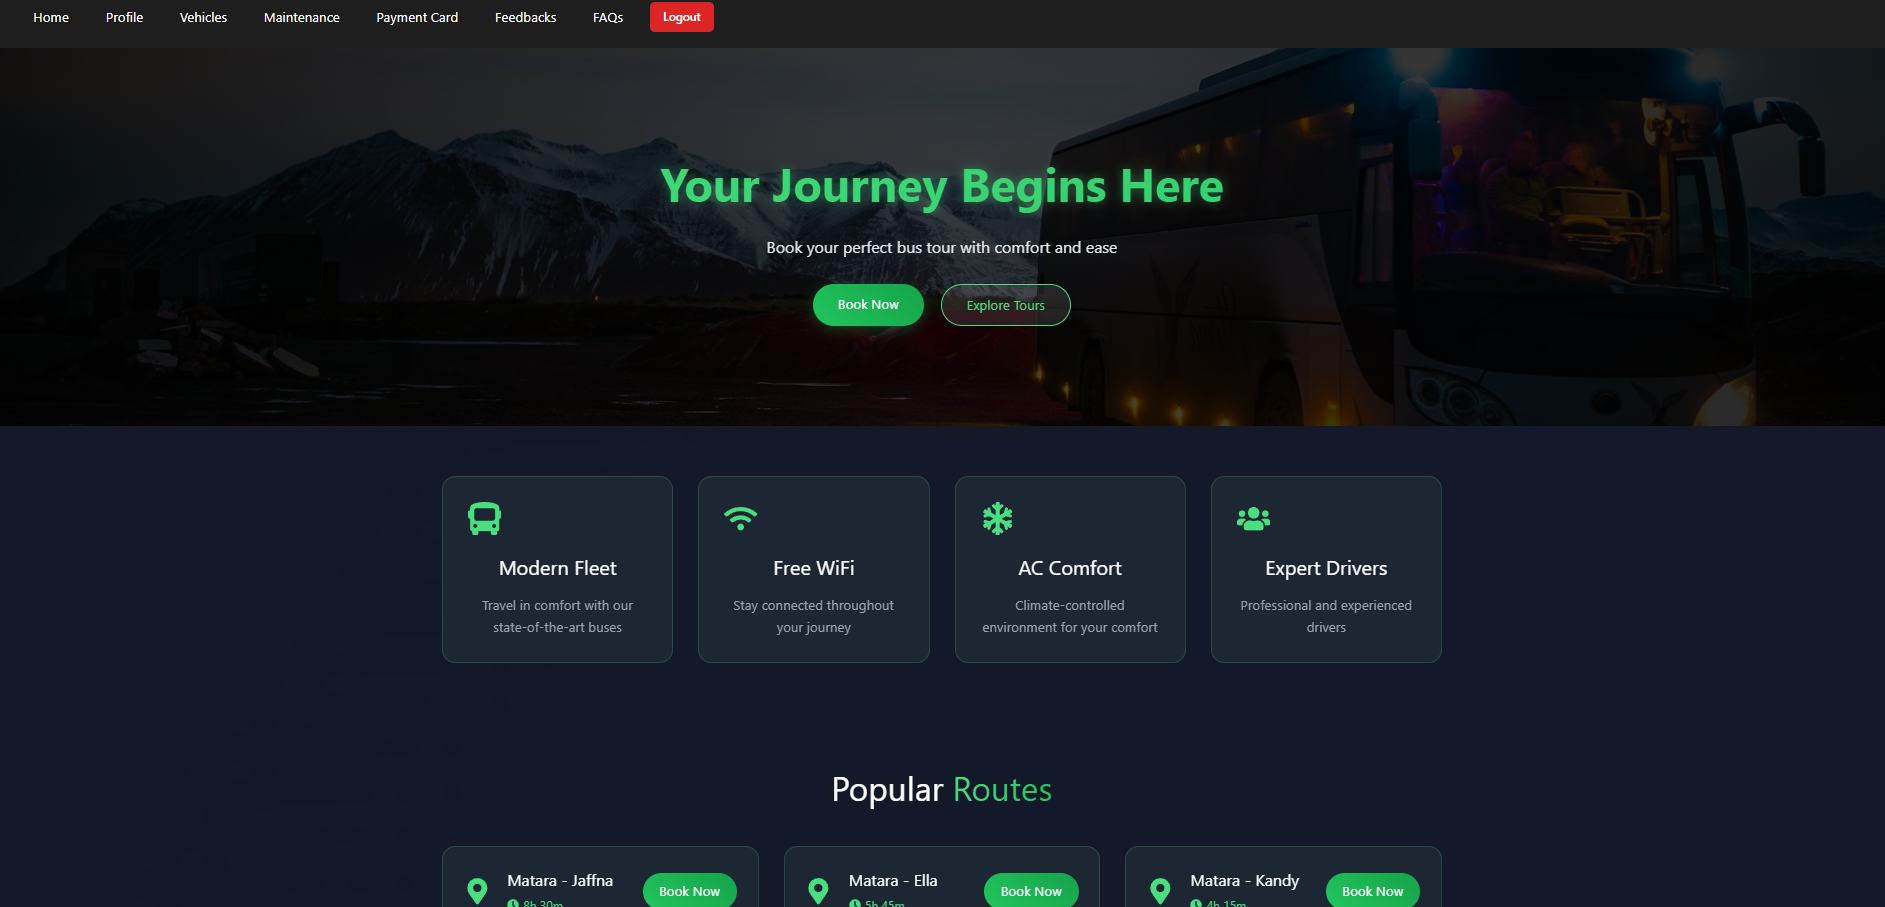 Home Profile Vehicles Maintenance Payment Card Feedbacks FAQs Logout
Your Journey Begins Here
Book your perfect bus tour with comfort and ease
Book Now Explore Tours
Modern Fleet
Travel in comfort with our
state-of-the-art buses
Free WiFi
Stay connected throughout
your journey
AC Comfort
Climate-controlled
environment for your comfort
Expert Drivers
Professional and experienced
drivers
Popular Routes
Matara - Jaffna
8h 30m
Book Now
Matara - Ella
5h 45m
Book Now
Matara - Kandy
4h 15m
Book Now